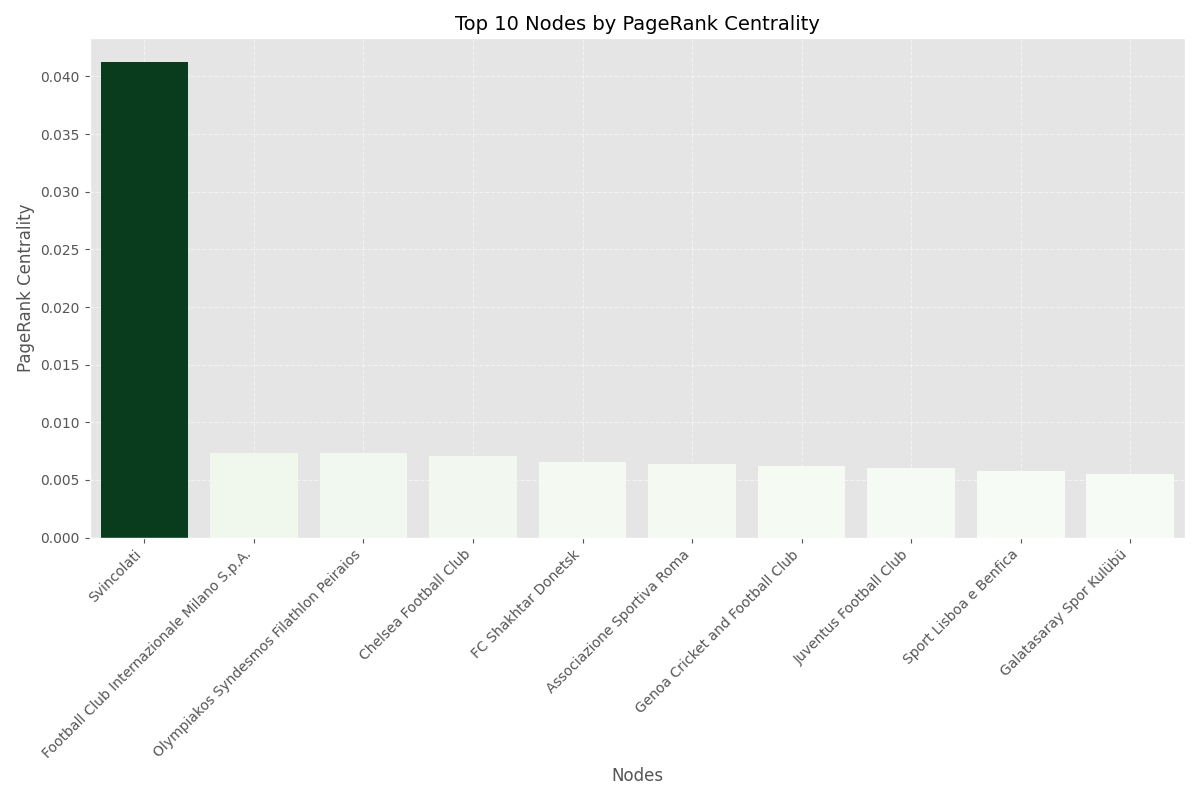 Top 10 Nodes by PageRank Centrality
PageRank Centrality
0.040
0.035
0.030
0.025
0.020
0.015
0.010
0.005
0.000
Svincolati
Football Club Internazionale Milano S.p.A.
Olympiakos Syndesmos Filathlon Peiraios
Chelsea Football Club
FC Shakhtar Donetsk
Associazione Sportiva Roma
Genoa Cricket and Football Club
Juventus Football Club
Sport Lisboa e Benfica
Galatasaray Spor Kulübü
Nodes